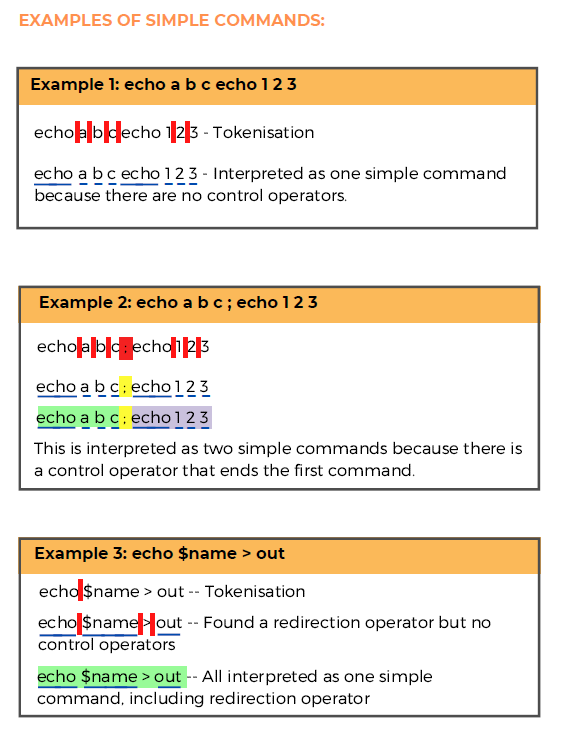 EXAMPLES OF SIMPLE COMMANDS:
Example 1: echo a b c echo 1 2 3
echo a b c echo 1 2 3 - Tokenisation
echo a b c echo 1 2 3 - Interpreted as one simple command
because there are no control operators.
Example 2: echo a b c ; echo 1 2 3
echo a b c ; echo 1 2 3
echo a b c ; echo 1 2 3
echo a b c ; echo 1 2 3
This is interpreted as two simple commands because there is
a control operator that ends the first command.
Example 3: echo $name > out
echo $name > out -- Tokenisation
echo $name > out -- Found a redirection operator but no
control operators
echo $name > out -- All interpreted as one simple
command, including redirection operator